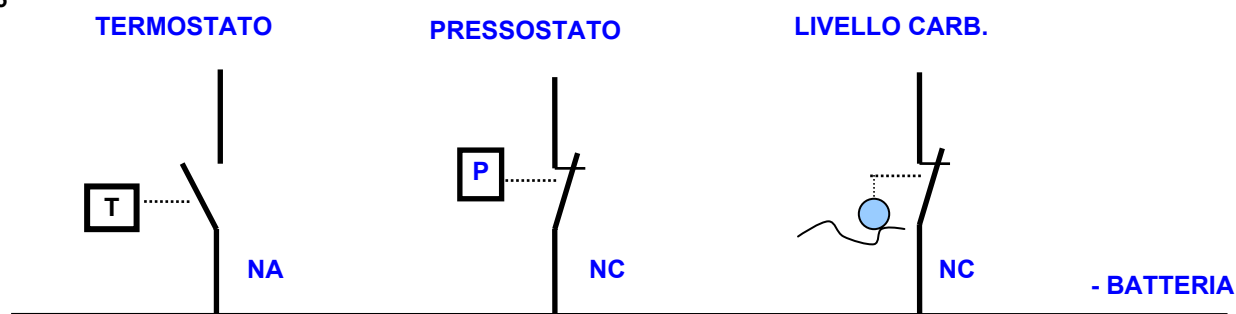 TERMOSTATO
PRESSOSTATO
LIVELLO CARB.
T
P
NA
NC
NC
- BATTERIA